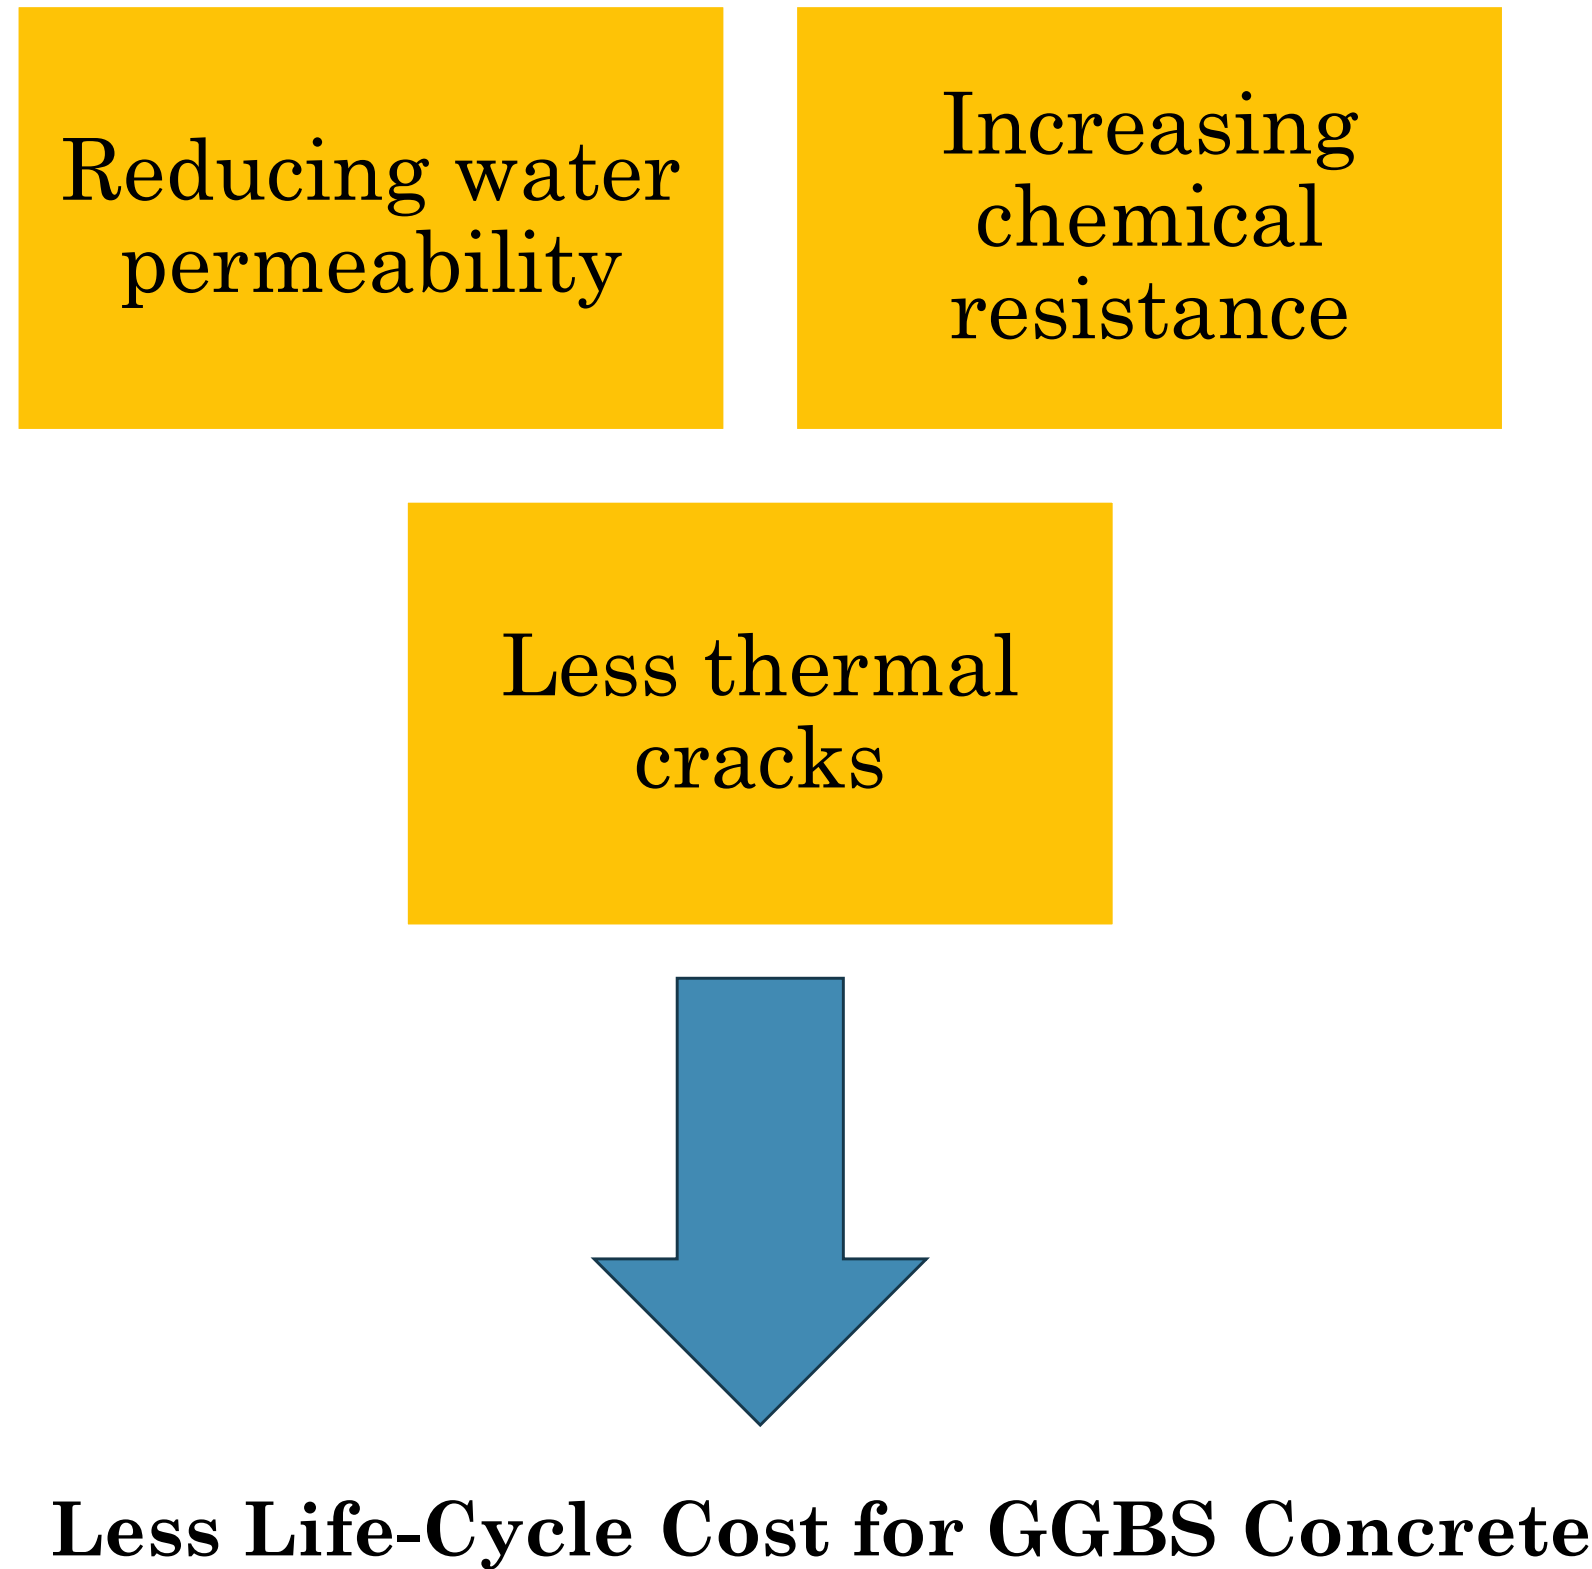 Reducing water
permeability
Increasing
chemical
resistance
Less thermal
cracks
Less Life-Cycle Cost for GGBS Concrete